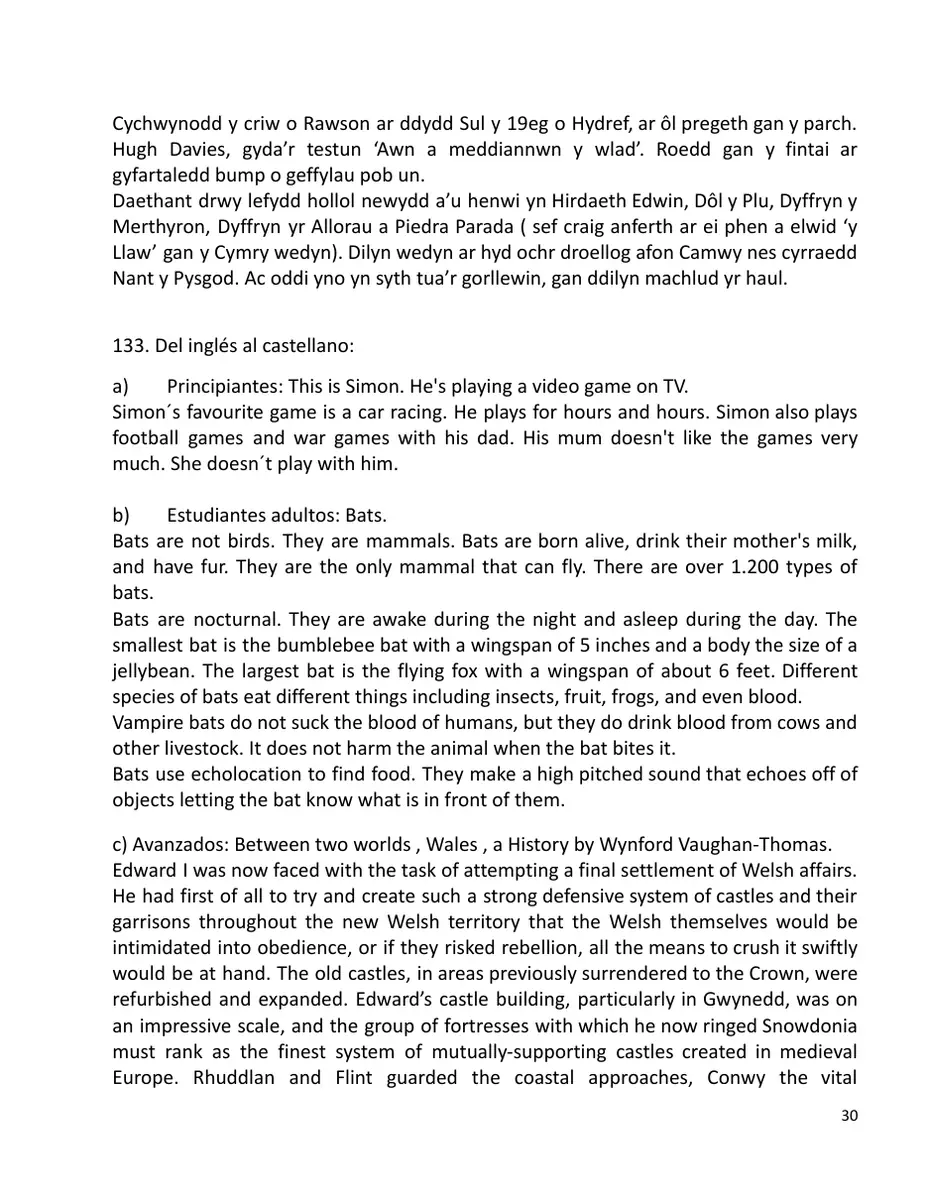 Cychwynodd y criw o Rawson ar ddydd Sul y 19eg o Hydref, ar ôl pregeth gan y parch.
Hugh Davies, gyda’r testun ‘Awn a meddiannwn y wlad’. Roedd gan y fintai ar
gyfartaledd bump o geffylau pob un.
Daethant drwy lefydd hollol newydd a’u henwi yn Hirdaeth Edwin, Dôl y Plu, Dyffryn y
Merthyron, Dyffryn yr Allorau a Piedra Parada ( sef craig anferth ar ei phen a elwid ‘y
Llaw’ gan y Cymry wedyn). Dilyn wedyn ar hyd ochr droellog afon Camwy nes cyrraedd
Nant y Pysgod. Ac oddi yno yn syth tua’r gorllewin, gan ddilyn machlud yr haul.
133. Del inglés al castellano:
a) Principiantes: This is Simon. He's playing a video game on TV.
Simon´s favourite game is a car racing. He plays for hours and hours. Simon also plays
football games and war games with his dad. His mum doesn't like the games very
much. She doesn´t play with him.
b) Estudiantes adultos: Bats.
Bats are not birds. They are mammals. Bats are born alive, drink their mother's milk,
and have fur. They are the only mammal that can fly. There are over 1.200 types of
bats.
Bats are nocturnal. They are awake during the night and asleep during the day. The
smallest bat is the bumblebee bat with a wingspan of 5 inches and a body the size of a
jellybean. The largest bat is the flying fox with a wingspan of about 6 feet. Different
species of bats eat different things including insects, fruit, frogs, and even blood.
Vampire bats do not suck the blood of humans, but they do drink blood from cows and
other livestock. It does not harm the animal when the bat bites it.
Bats use echolocation to find food. They make a high pitched sound that echoes off of
objects letting the bat know what is in front of them.
c) Avanzados: Between two worlds , Wales , a History by Wynford Vaughan-Thomas.
Edward I was now faced with the task of attempting a final settlement of Welsh affairs.
He had first of all to try and create such a strong defensive system of castles and their
garrisons throughout the new Welsh territory that the Welsh themselves would be
intimidated into obedience, or if they risked rebellion, all the means to crush it swiftly
would be at hand. The old castles, in areas previously surrendered to the Crown, were
refurbished and expanded. Edward’s castle building, particularly in Gwynedd, was on
an impressive scale, and the group of fortresses with which he now ringed Snowdonia
must rank as the finest system of mutually-supporting castles created in medieval
Europe. Rhuddlan and Flint guarded the coastal approaches, Conwy the vital
30